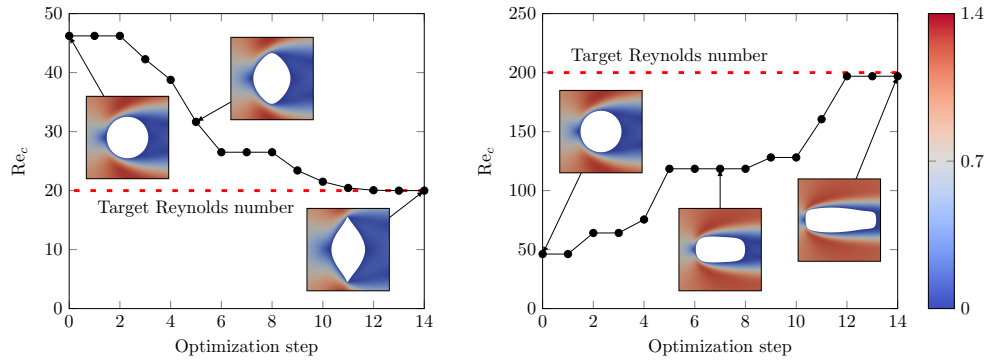 50
40
30
20
10
0
Re_c
0 2 4 6 8 10 12 14
Optimization step
Target Reynolds number
250
200
150
100
50
0
Re_c
0 2 4 6 8 10 12 14
Optimization step
Target Reynolds number
1.4
0.7
0